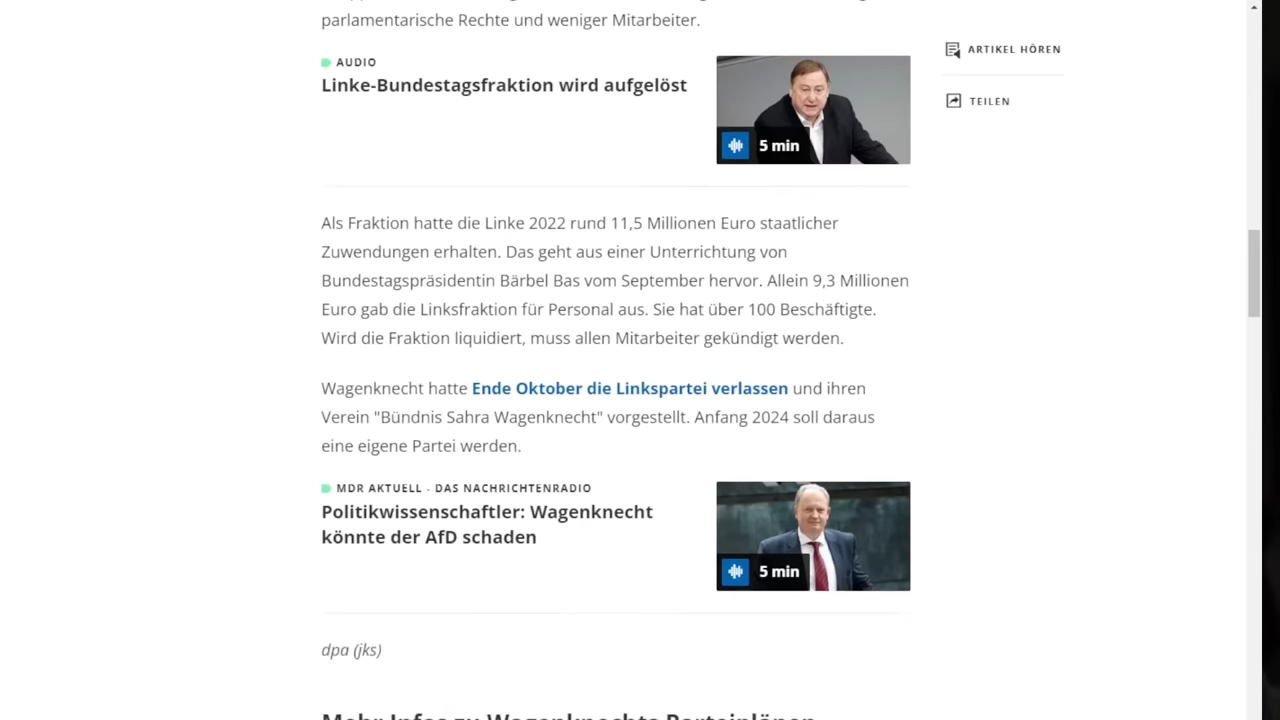 parlamentarische Rechte und weniger Mitarbeiter.
AUDIO
Linke-Bundestagsfraktion wird aufgelöst
5 min
ARTIKEL HÖREN
TEILEN
Als Fraktion hatte die Linke 2022 rund 11,5 Millionen Euro staatlicher
Zuwendungen erhalten. Das geht aus einer Unterrichtung von
Bundestagspräsidentin Bärbel Bas vom September hervor. Allein 9,3 Millionen
Euro gab die Linksfraktion für Personal aus. Sie hat über 100 Beschäftigte.
Wird die Fraktion liquidiert, muss allen Mitarbeiter gekündigt werden.
Wagenknecht hatte Ende Oktober die Linkspartei verlassen und ihren
Verein "Bündnis Sahra Wagenknecht" vorgestellt. Anfang 2024 soll daraus
eine eigene Partei werden.
MDR AKTUELL - DAS NACHRICHTENRADIO
Politikwissenschaftler: Wagenknecht
könnte der AfD schaden
5 min
dpa (jks)
Mehr Infos zu Wagenknechts Parteiplänen